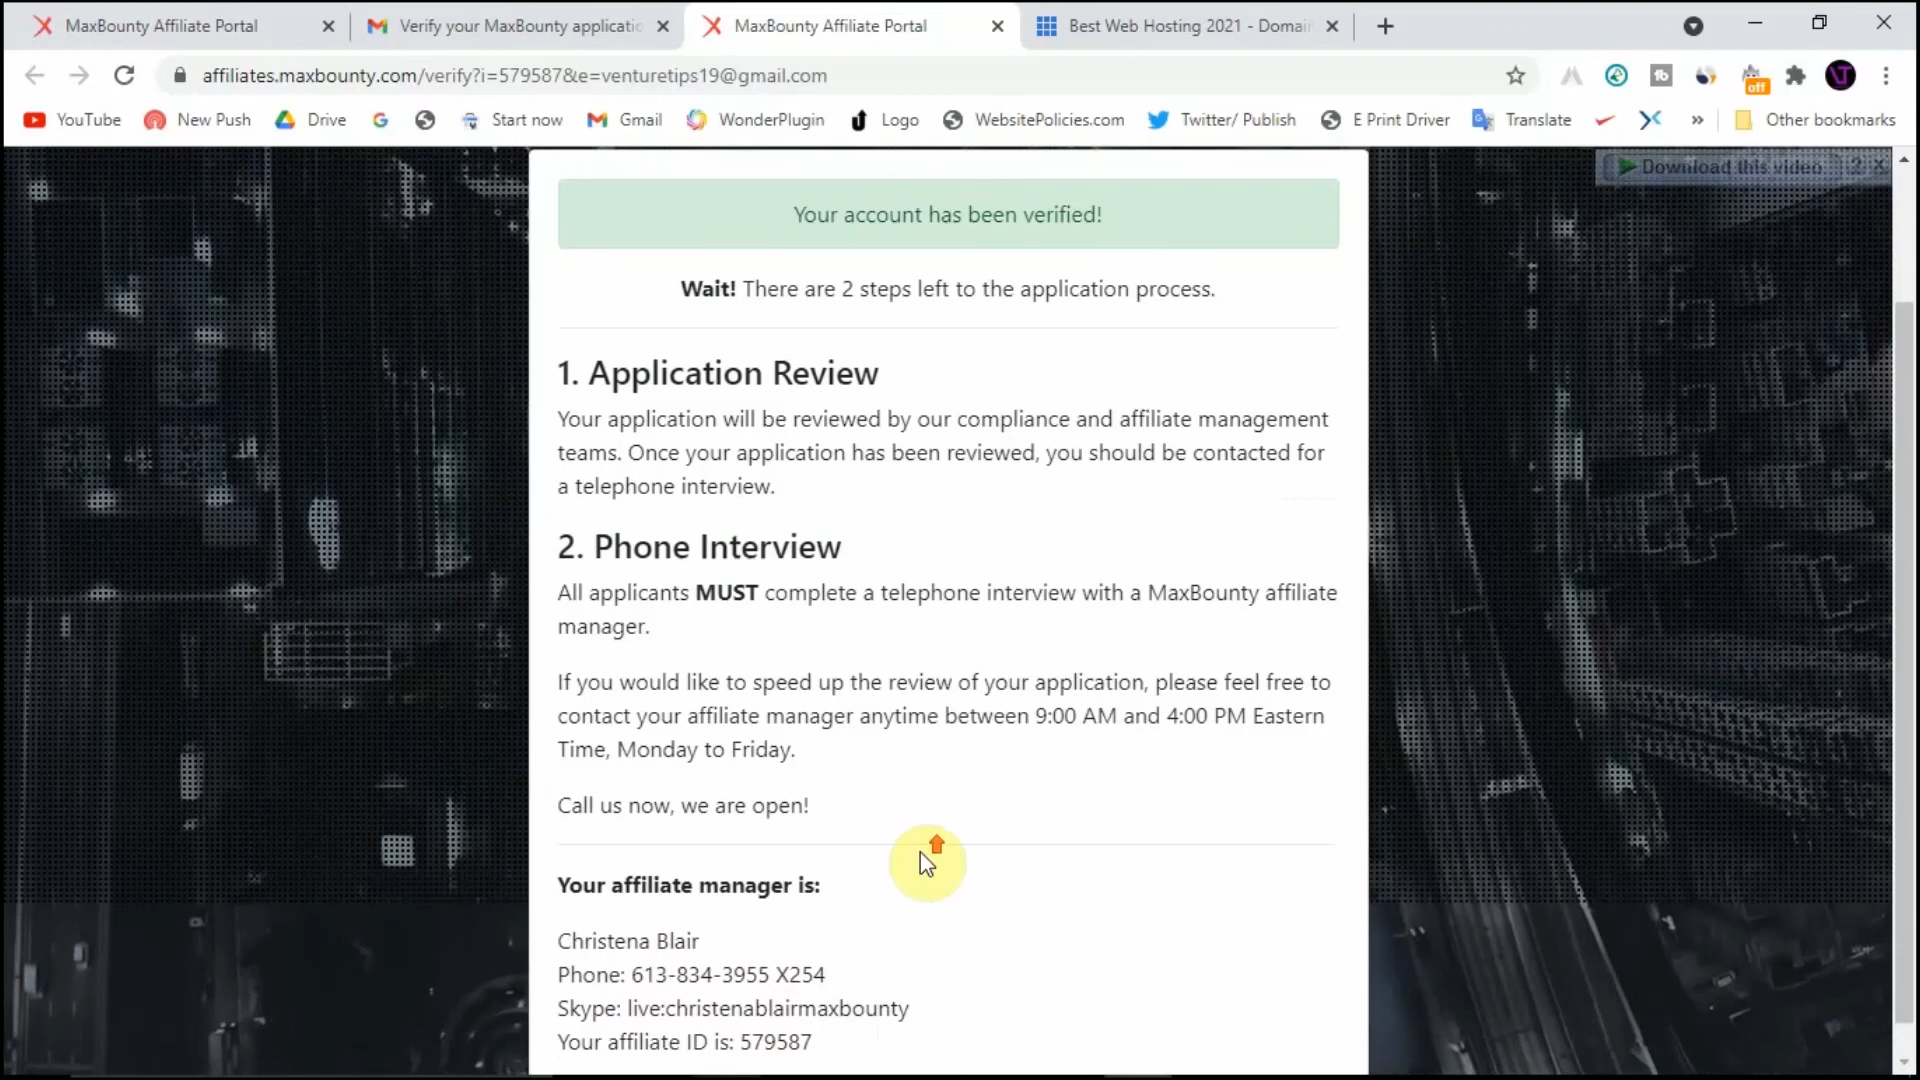 MaxBounty Affiliate Portal
Verify your MaxBounty applicatio
MaxBounty Affiliate Portal
Best Web Hosting 2021 - Domai
affiliates.maxbounty.com/verify?i=579587&e=venturetips19@gmail.com
off
YouTube
New Push
Drive
Start now
Gmail
WonderPlugin
Logo
WebsitePolicies.com
Twitter/ Publish
E Print Driver
Translate
»
Other bookmarks
Download this video ? X
Your account has been verified!
Wait! There are 2 steps left to the application process.
1. Application Review
Your application will be reviewed by our compliance and affiliate management
teams. Once your application has been reviewed, you should be contacted for
a telephone interview.
2. Phone Interview
All applicants MUST complete a telephone interview with a MaxBounty affiliate
manager.
If you would like to speed up the review of your application, please feel free to
contact your affiliate manager anytime between 9:00 AM and 4:00 PM Eastern
Time, Monday to Friday.
Call us now, we are open!
Your affiliate manager is:
Christena Blair
Phone: 613-834-3955 X254
Skype: live:christenablairmaxbounty
Your affiliate ID is: 579587